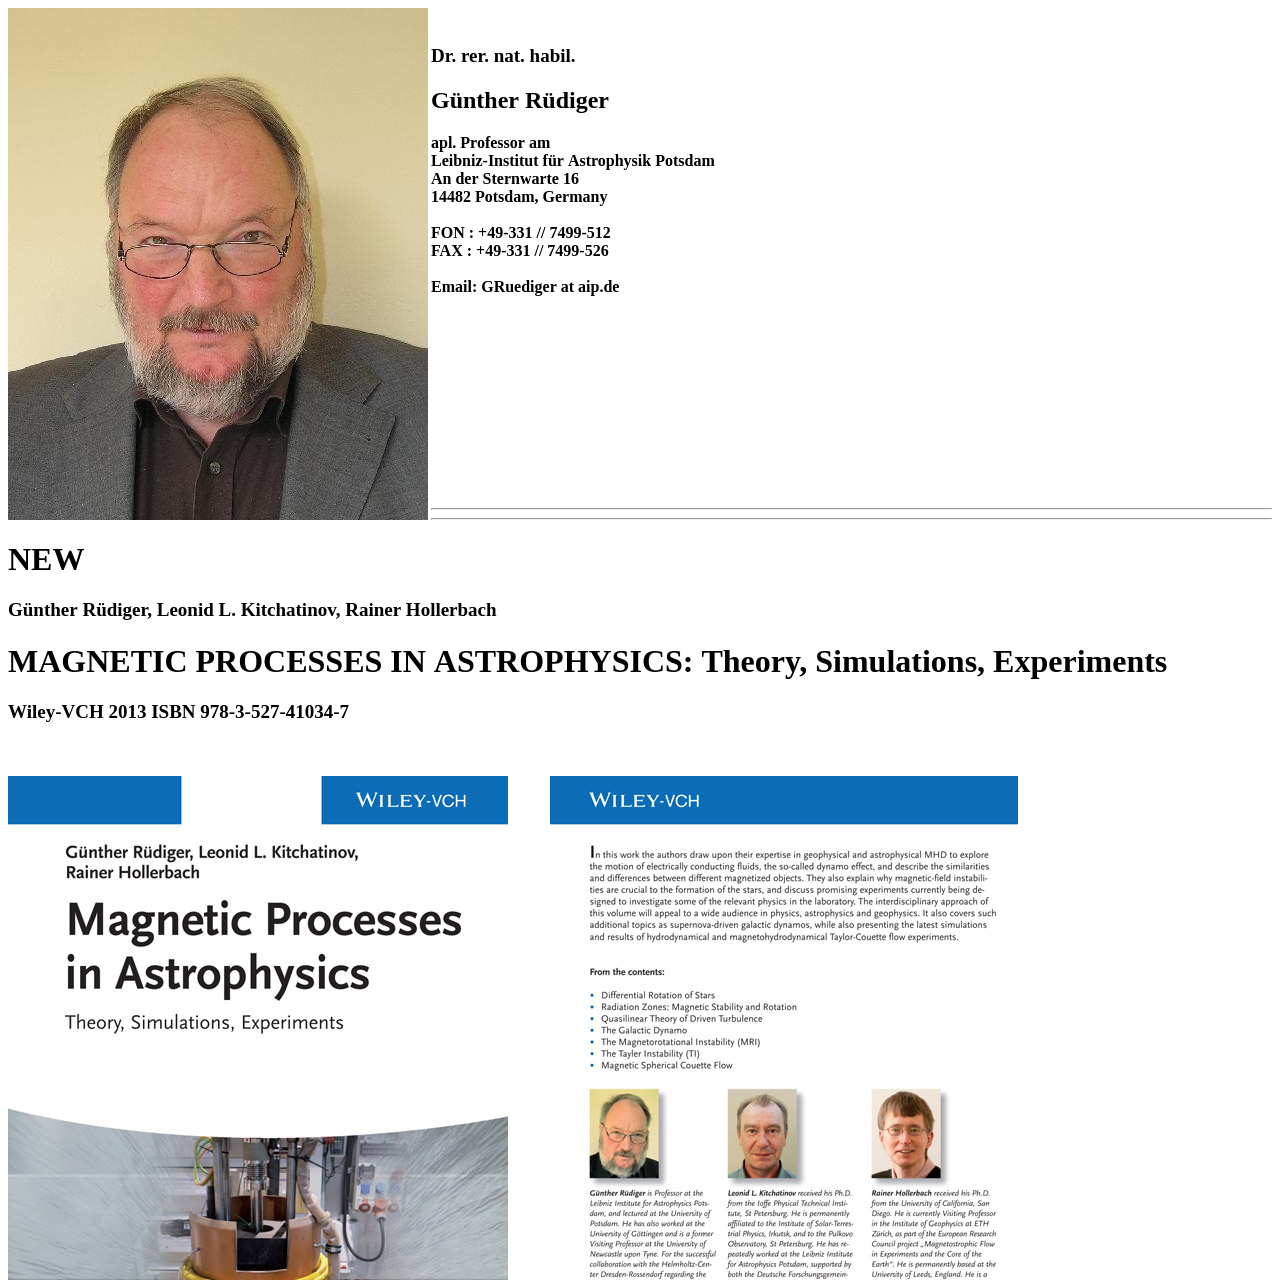 Dr. rer. nat. habil.
Günther Rüdiger
apl. Professor am
Leibniz-Institut für Astrophysik Potsdam
An der Sternwarte 16
14482 Potsdam, Germany
FON : +49-331 // 7499-512
FAX : +49-331 // 7499-526
Email: GRuediger at aip.de
NEW
Günther Rüdiger, Leonid L. Kitchatinov, Rainer Hollerbach
MAGNETIC PROCESSES IN ASTROPHYSICS: Theory, Simulations, Experiments
Wiley-VCH 2013 ISBN 978-3-527-41034-7
WILEY-VCH
Günther Rüdiger, Leonid L. Kitchatinov,
Rainer Hollerbach
Magnetic Processes
in Astrophysics
Theory, Simulations, Experiments
WILEY-VCH
In this work the authors draw upon their expertise in geophysical and astrophysical MHD to explore
the motion of electrically conducting fluids, the so-called dynamo effect, and describe the similarities
and differences between different magnetized objects. They also explain why magnetic-field instabili-
ties are crucial to the formation of the stars, and discuss promising experiments currently being de-
signed to investigate some of the relevant physics in the laboratory. The interdisciplinary approach of
this volume will appeal to a wide audience in physics, astrophysics and geophysics. It also covers such
additional topics as supernova-driven galactic dynamos, while also presenting the latest simulations
and results of hydrodynamical and magnetohydrodynamical Taylor-Couette flow experiments.
From the contents:
• Differential Rotation of Stars
• Radiation Zones: Magnetic Stability and Rotation
• Quasilinear Theory of Driven Turbulence
• The Galactic Dynamo
• The Magnetorotational Instability (MRI)
• The Tayler Instability (TI)
• Magnetic Spherical Couette Flow
Günther Rüdiger is Professor at the
Leibniz Institute for Astrophysics Pots-
dam, and lectured at the University of
Potsdam. He has also worked at the
University of Göttingen and is a former
Visiting Professor at the University of
Newcastle upon Tyne. For the successful
collaboration with the Helmholtz-Cen-
ter Dresden-Rossendorf regarding the
Leonid L. Kitchatinov received his Ph.D.
from the Ioffe Physical Technical Insti-
tute, St Petersburg. He is permanently
affiliated to the Institute of Solar-Terres-
trial Physics, Irkutsk, and to the Pulkovo
Observatory, St Petersburg. He has re-
peatedly worked at the Leibniz Institute
for Astrophysics Potsdam, supported by
both the Deutsche Forschungsgemein-
Rainer Hollerbach received his Ph.D.
from the University of California, San
Diego. He is currently Visiting Professor
in the Institute of Geophysics at ETH
Zürich, as part of the European Research
Council project „Magnetostrophic Flow
in Experiments and the Core of the
Earth“. He is permanently based at the
University of Leeds, England. He is a